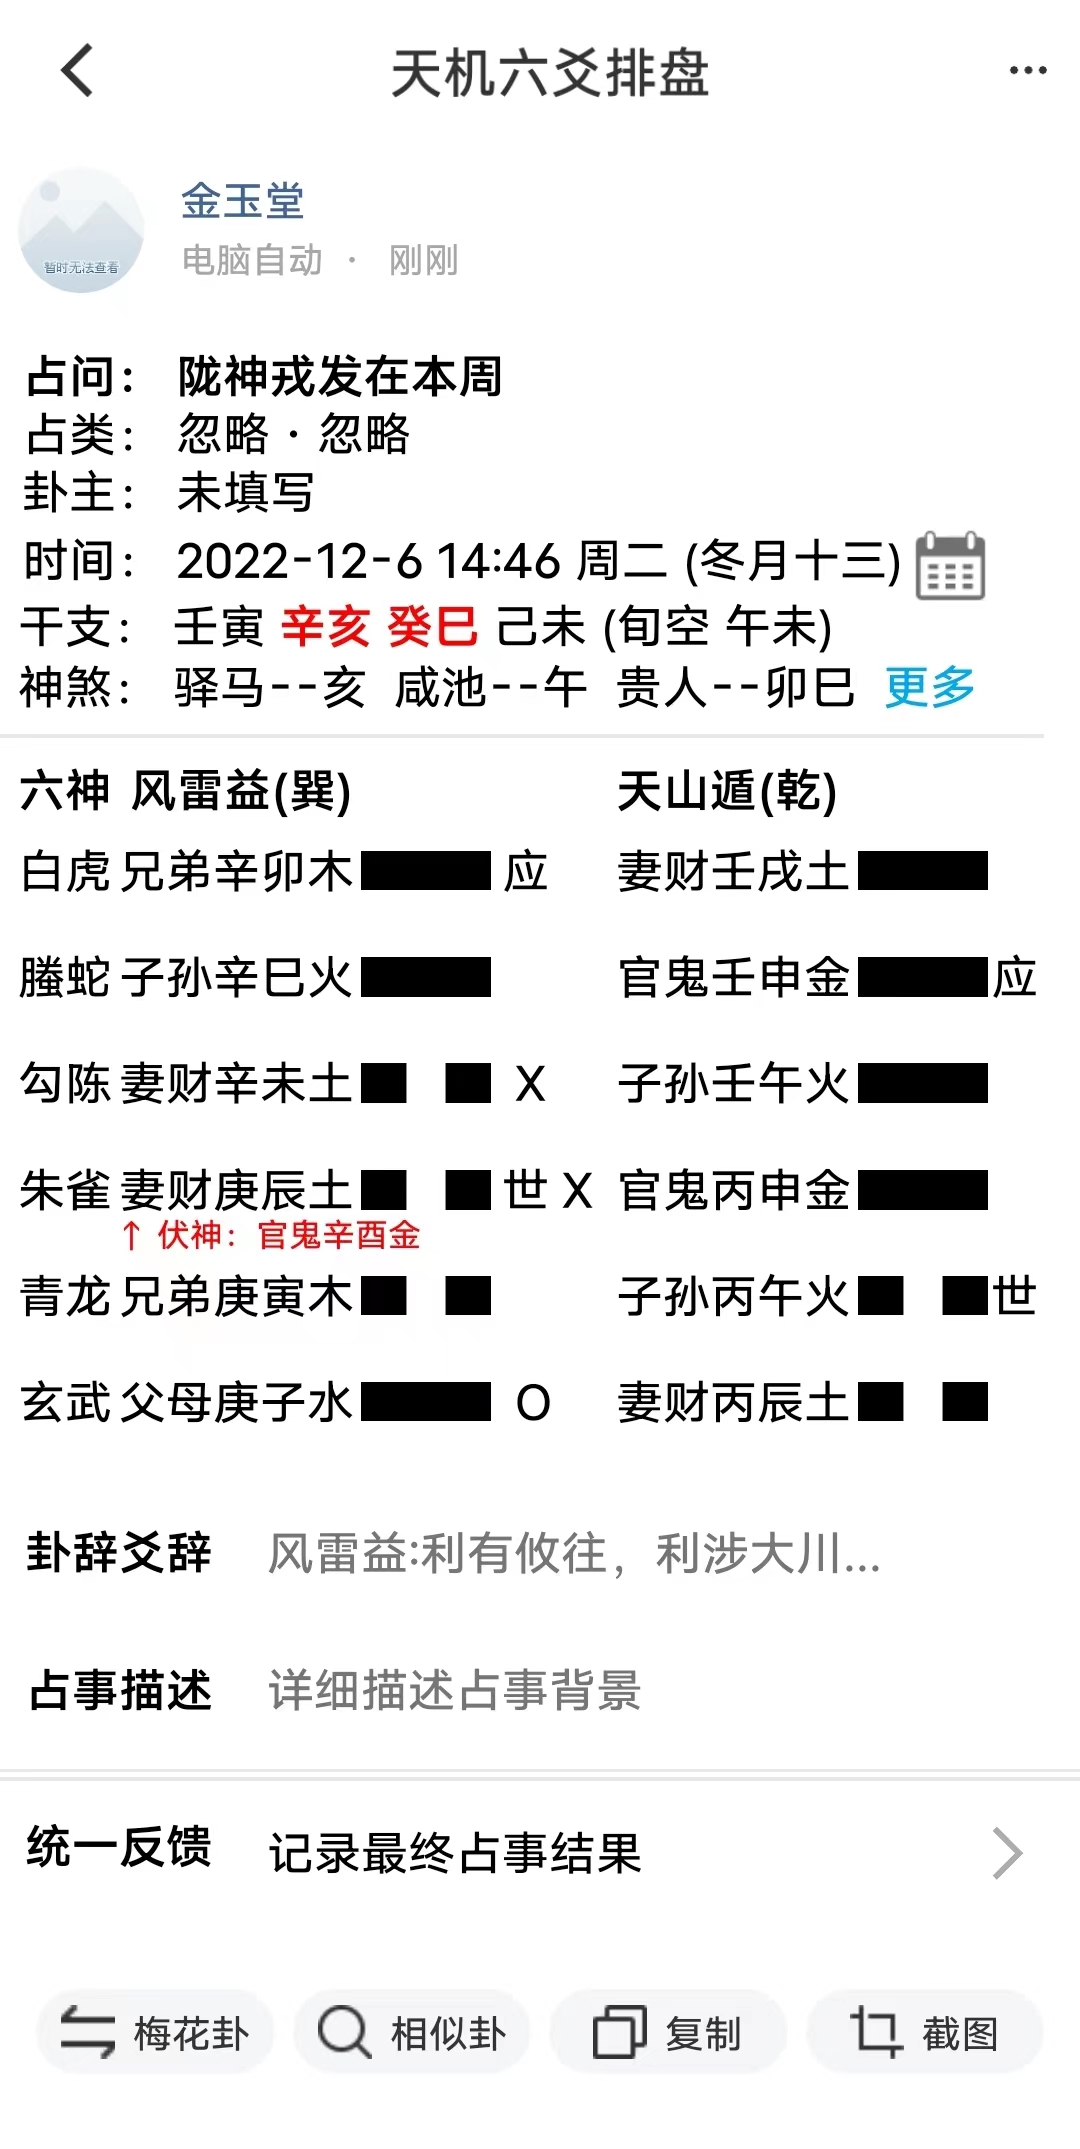 天机六爻排盘
暂时无法查看
金玉堂
电脑自动 · 刚刚
占问： 陇神戎发在本周
占类： 忽略 · 忽略
卦主： 未填写
时间： 2022-12-6 14:46 周二 (冬月十三)
干支： 壬寅 辛亥 癸巳 己未 (旬空 午未)
神煞： 驿马--亥 咸池--午 贵人--卯巳 更多
六神 风雷益(巽) 天山遁(乾)
白虎 兄弟辛卯木 应 妻财壬戌土
螣蛇 子孙辛巳火 官鬼壬申金 应
勾陈 妻财辛未土 X 子孙壬午火
朱雀 妻财庚辰土 世 X 官鬼丙申金
↑ 伏神：官鬼辛酉金
青龙 兄弟庚寅木 子孙丙午火 世
玄武 父母庚子水 O 妻财丙辰土
卦辞爻辞 风雷益:利有攸往，利涉大川...
占事描述 详细描述占事背景
统一反馈 记录最终占事结果
梅花卦 相似卦 复制 截图